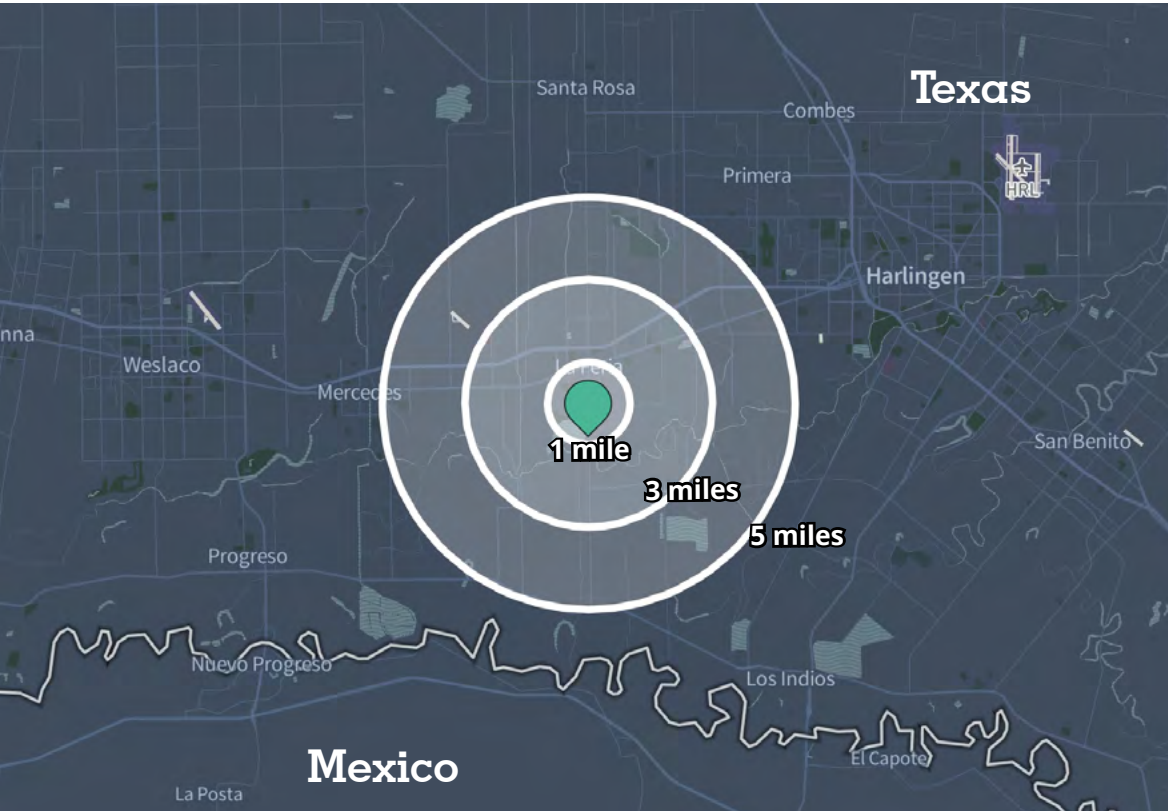 Santa Rosa
Texas
Combes
Primera
HRL
Harlingen
nna
Weslaco
La Feria
Mercedes
1 mile
San Benito
3 miles
5 miles
Progreso
Nuevo Progreso
Los Indios
El Capote
Mexico
La Posta